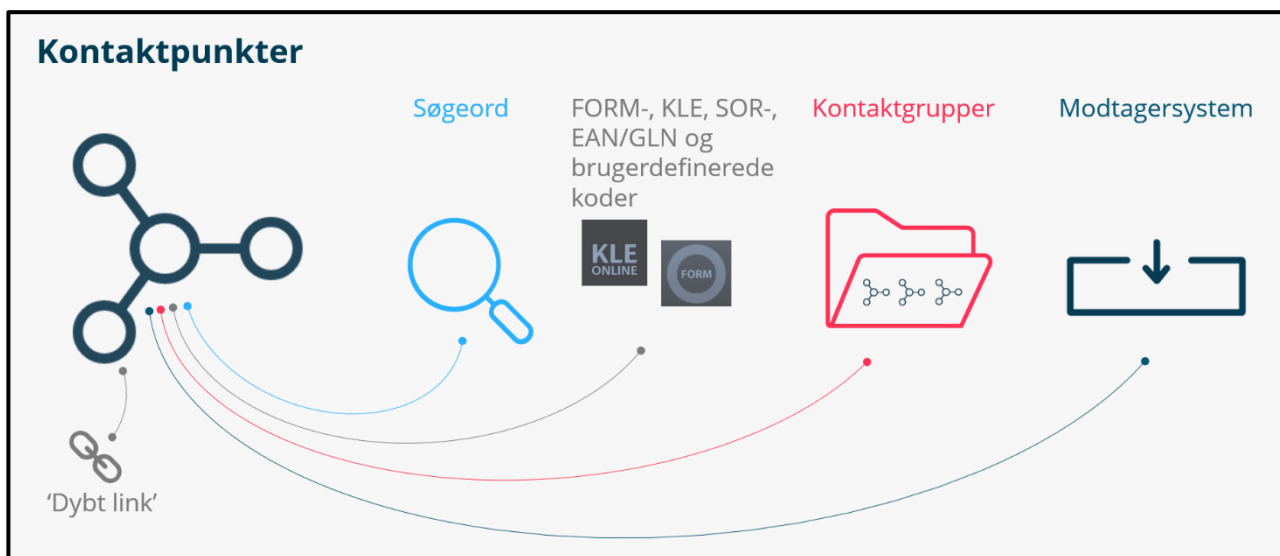 Kontaktpunkter
Søgeord
FORM-, KLE, SOR-,
EAN/GLN og
brugerdefinerede
koder
Kontaktgrupper
Modtagersystem
KLE
ONLINE
FORM
‘Dybt link’